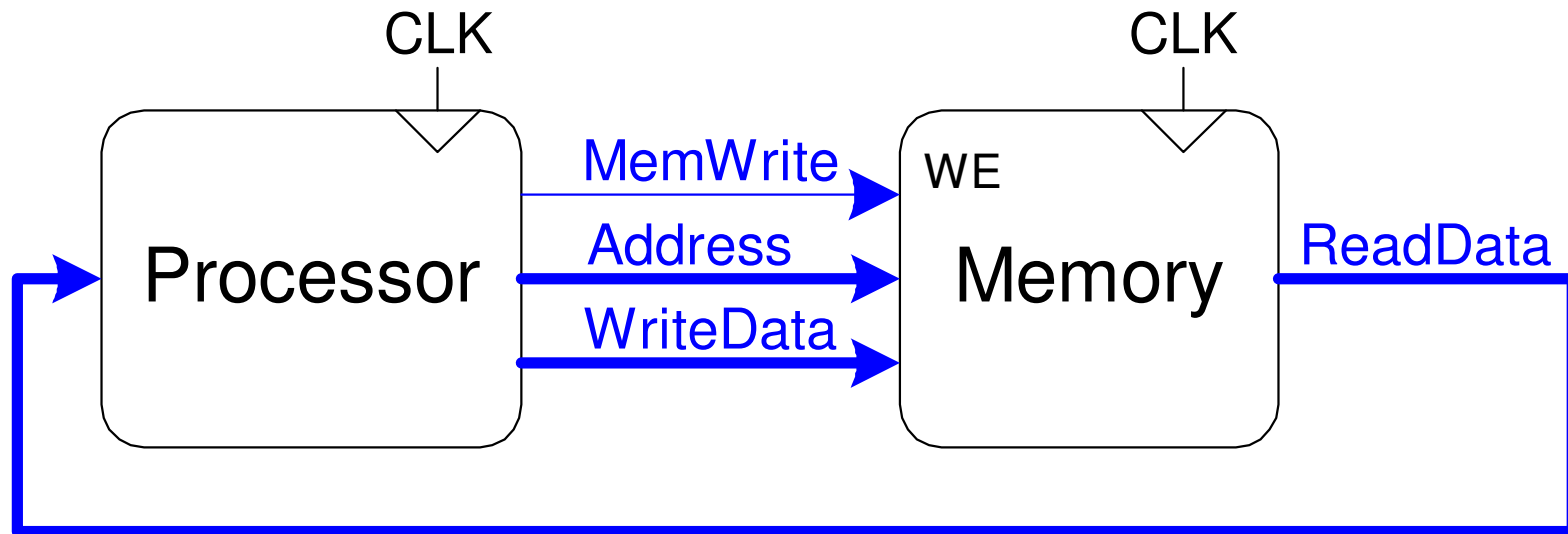 CLK
CLK
MemWrite
WE
Address
Processor
Memory
ReadData
WriteData